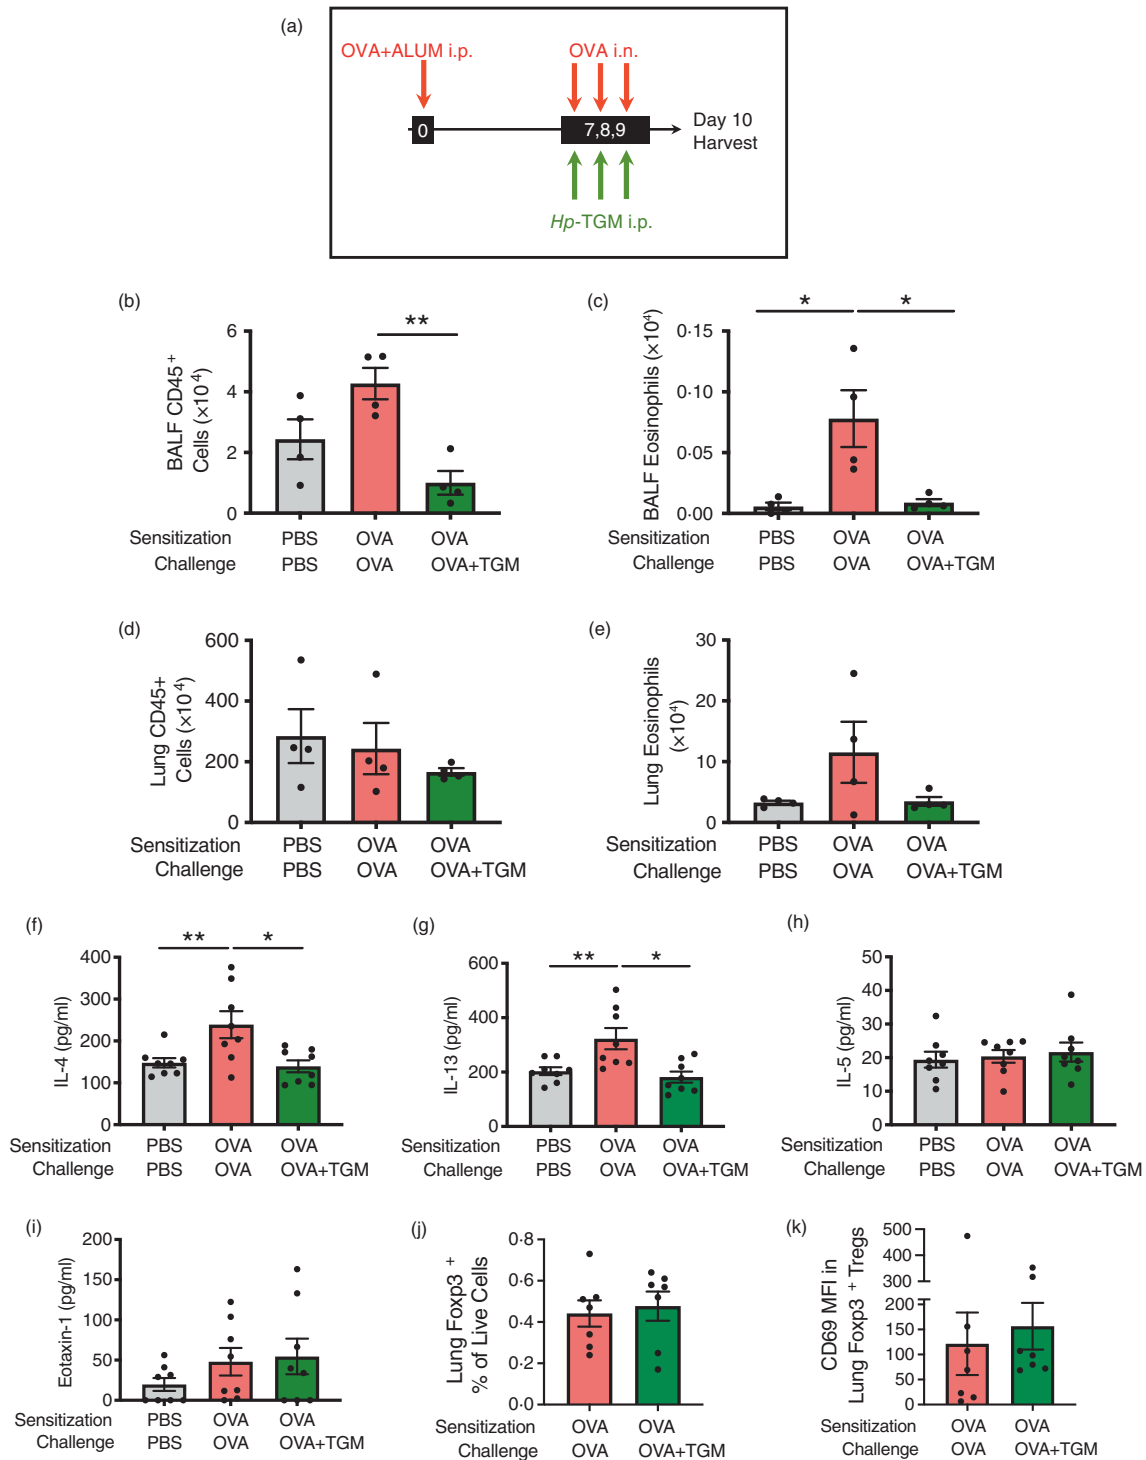 (a)
OVA+ALUM i.p.
OVA i.n.
0
7,8,9
Day 10
Harvest
Hp-TGM i.p.
(b)
**
BALF CD45+
Cells (×10⁴)
6
4
2
0
Sensitization PBS OVA OVA
Challenge PBS OVA OVA+TGM
(c)
* *
BALF Eosinophils (×10⁴)
0·15
0·10
0·05
0·00
Sensitization PBS OVA OVA
Challenge PBS OVA OVA+TGM
(d)
Lung CD45+
Cells (×10⁴)
600
400
200
0
Sensitization PBS OVA OVA
Challenge PBS OVA OVA+TGM
(e)
Lung Eosinophils
(×10⁴)
30
20
10
0
Sensitization PBS OVA OVA
Challenge PBS OVA OVA+TGM
(f)
** *
IL-4 (pg/ml)
400
300
200
100
0
Sensitization PBS OVA OVA
Challenge PBS OVA OVA+TGM
(g)
** *
IL-13 (pg/ml)
600
400
200
0
Sensitization PBS OVA OVA
Challenge PBS OVA OVA+TGM
(h)
IL-5 (pg/ml)
50
40
30
20
10
0
Sensitization PBS OVA OVA
Challenge PBS OVA OVA+TGM
(i)
Eotaxin-1 (pg/ml)
200
150
100
50
0
Sensitization PBS OVA OVA
Challenge PBS OVA OVA+TGM
(j)
Lung Foxp3 +
% of Live Cells
0·8
0·6
0·4
0·2
0·0
Sensitization OVA OVA
Challenge OVA OVA+TGM
(k)
CD69 MFI in
Lung Foxp3 + Tregs
500
400
300
200
150
100
50
0
Sensitization OVA OVA
Challenge OVA OVA+TGM